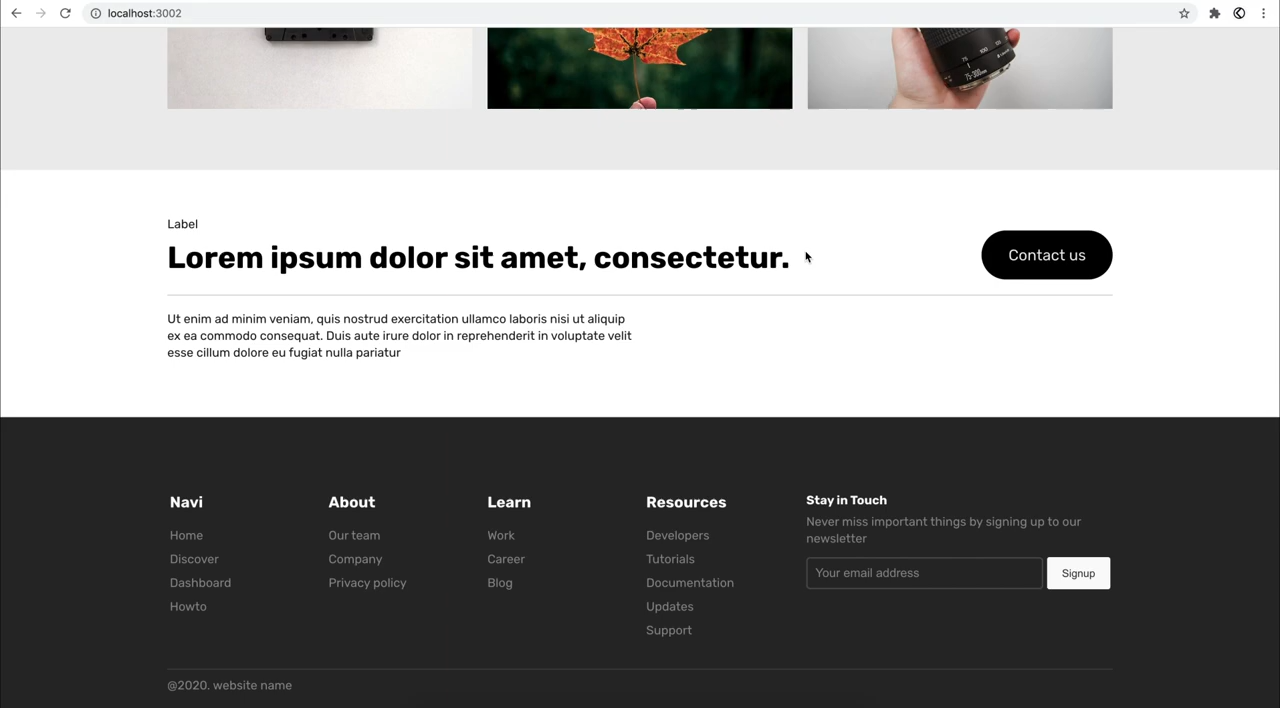 localhost:3002
Label
Lorem ipsum dolor sit amet, consectetur.
Contact us
Ut enim ad minim veniam, quis nostrud exercitation ullamco laboris nisi ut aliquip
ex ea commodo consequat. Duis aute irure dolor in reprehenderit in voluptate velit
esse cillum dolore eu fugiat nulla pariatur
Navi
Home
Discover
Dashboard
Howto
About
Our team
Company
Privacy policy
Learn
Work
Career
Blog
Resources
Developers
Tutorials
Documentation
Updates
Support
Stay in Touch
Never miss important things by signing up to our
newsletter
Your email address
Signup
@2020. website name